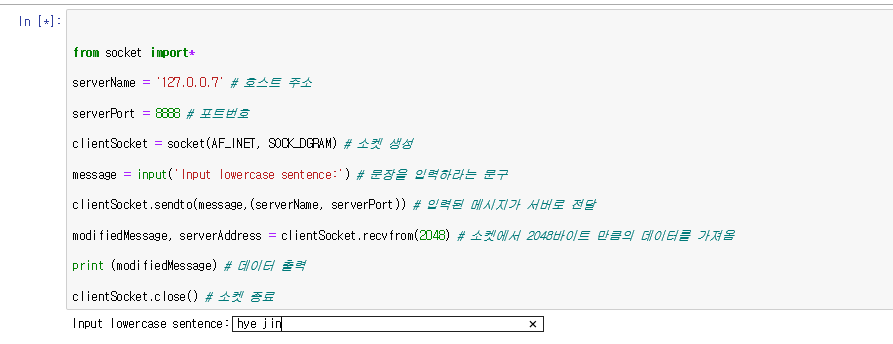 In [*]:
from socket import*
serverName = '127.0.0.7' # 호스트 주소
serverPort = 8888 # 포트번호
clientSocket = socket(AF_INET, SOCK_DGRAM) # 소켓 생성
message = input('Input lowercase sentence:') # 문장을 입력하라는 문구
clientSocket.sendto(message,(serverName, serverPort)) # 입력된 메시지가 서버로 전달
modifiedMessage, serverAddress = clientSocket.recvfrom(2048) # 소켓에서 2048바이트 만큼의 데이터를 가져옴
print (modifiedMessage) # 데이터 출력
clientSocket.close() # 소켓 종료
Input lowercase sentence: hye jin ×